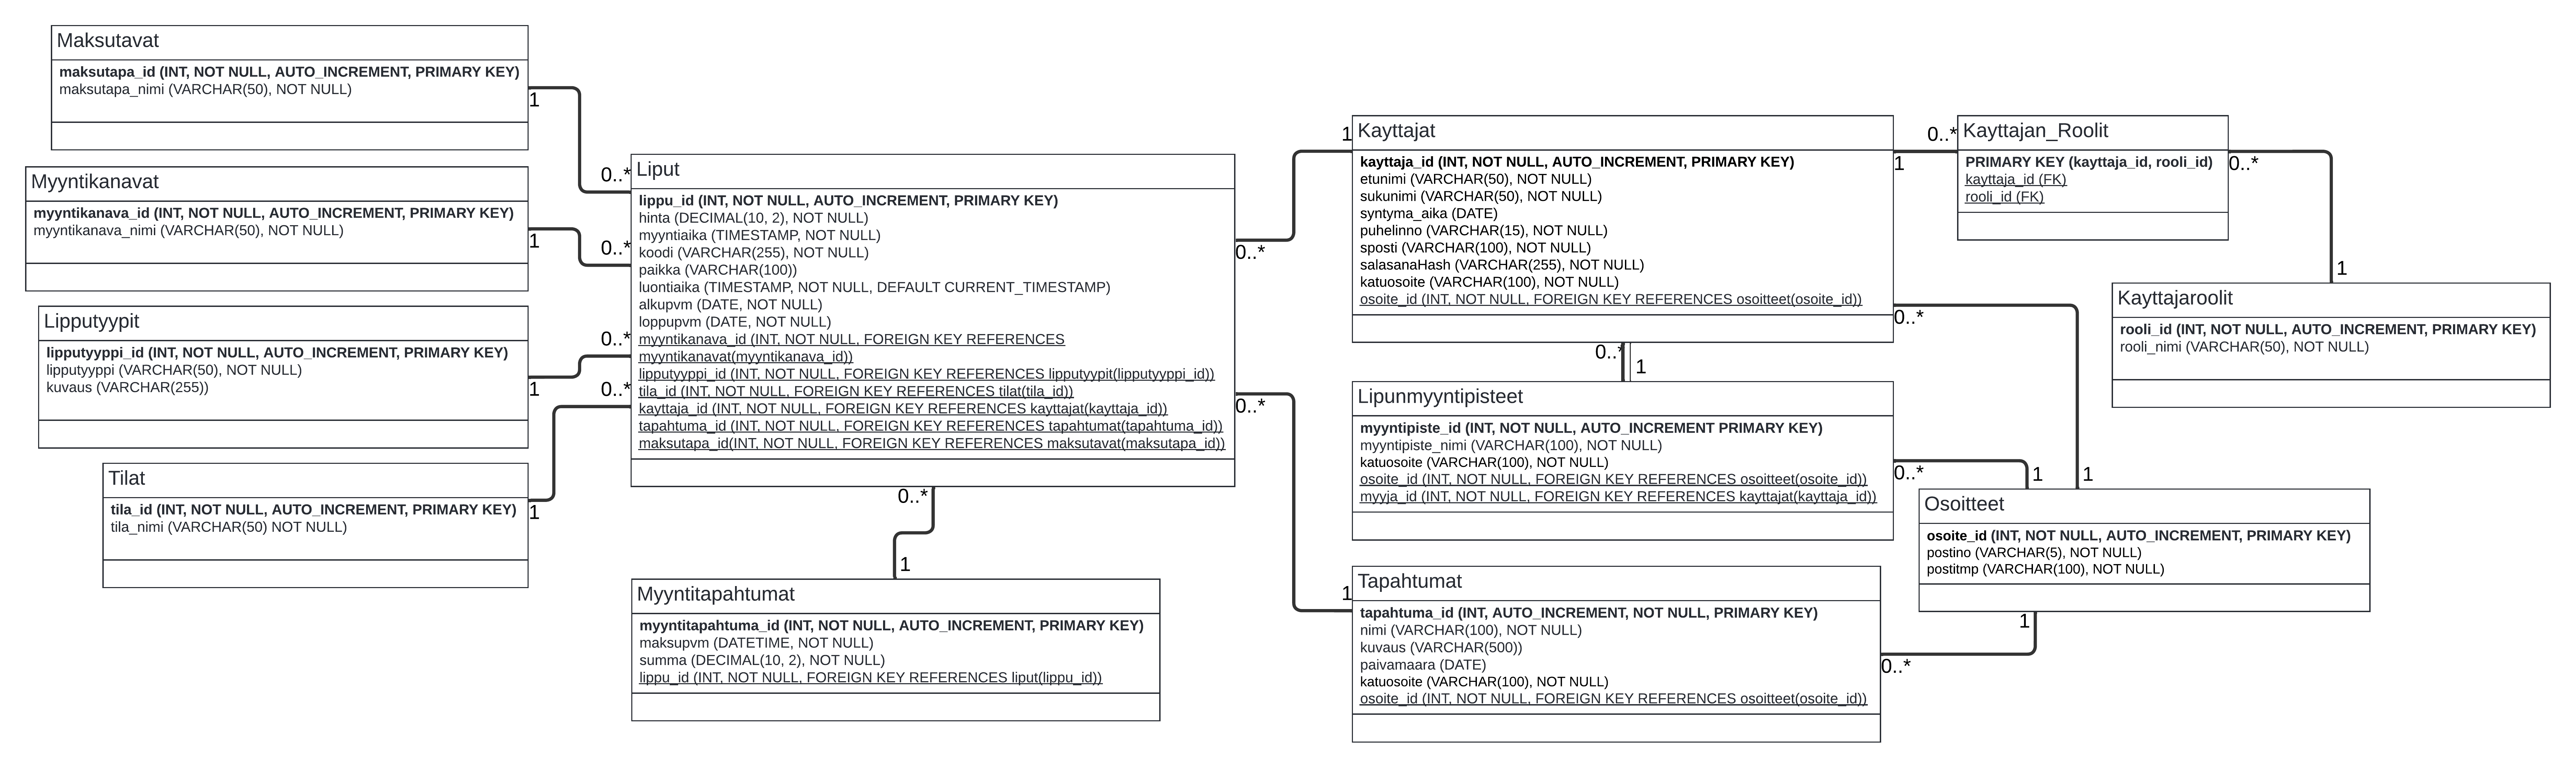 Maksutavat
maksutapa_id (INT, NOT NULL, AUTO_INCREMENT, PRIMARY KEY)
maksutapa_nimi (VARCHAR(50), NOT NULL)
1
0..*
Myyntikanavat
myyntikanava_id (INT, NOT NULL, AUTO_INCREMENT, PRIMARY KEY)
myyntikanava_nimi (VARCHAR(50), NOT NULL)
1
0..*
Lipputyypit
lipputyyppi_id (INT, NOT NULL, AUTO_INCREMENT, PRIMARY KEY)
lipputyyppi (VARCHAR(50), NOT NULL)
kuvaus (VARCHAR(255))
1
0..*
Tilat
tila_id (INT, NOT NULL, AUTO_INCREMENT, PRIMARY KEY)
tila_nimi (VARCHAR(50) NOT NULL)
1
0..*
Liput
lippu_id (INT, NOT NULL, AUTO_INCREMENT, PRIMARY KEY)
hinta (DECIMAL(10, 2), NOT NULL)
myyntiaika (TIMESTAMP, NOT NULL)
koodi (VARCHAR(255), NOT NULL)
paikka (VARCHAR(100))
luontiaika (TIMESTAMP, NOT NULL, DEFAULT CURRENT_TIMESTAMP)
alkupvm (DATE, NOT NULL)
loppupvm (DATE, NOT NULL)
myyntikanava_id (INT, NOT NULL, FOREIGN KEY REFERENCES
myyntikanavat(myyntikanava_id))
lipputyyppi_id (INT, NOT NULL, FOREIGN KEY REFERENCES lipputyypit(lipputyyppi_id))
tila_id (INT, NOT NULL, FOREIGN KEY REFERENCES tilat(tila_id))
kayttaja_id (INT, NOT NULL, FOREIGN KEY REFERENCES kayttajat(kayttaja_id))
tapahtuma_id (INT, NOT NULL, FOREIGN KEY REFERENCES tapahtumat(tapahtuma_id))
maksutapa_id(INT, NOT NULL, FOREIGN KEY REFERENCES maksutavat(maksutapa_id))
0..*
0..*
0..*
1
Myyntitapahtumat
myyntitapahtuma_id (INT, NOT NULL, AUTO_INCREMENT, PRIMARY KEY)
maksupvm (DATETIME, NOT NULL)
summa (DECIMAL(10, 2), NOT NULL)
lippu_id (INT, NOT NULL, FOREIGN KEY REFERENCES liput(lippu_id))
1
Kayttajat
kayttaja_id (INT, NOT NULL, AUTO_INCREMENT, PRIMARY KEY)
etunimi (VARCHAR(50), NOT NULL)
sukunimi (VARCHAR(50), NOT NULL)
syntyma_aika (DATE)
puhelinno (VARCHAR(15), NOT NULL)
sposti (VARCHAR(100), NOT NULL)
salasanaHash (VARCHAR(255), NOT NULL)
katuosoite (VARCHAR(100), NOT NULL)
osoite_id (INT, NOT NULL, FOREIGN KEY REFERENCES osoitteet(osoite_id))
1
0..*
0..*
0..*
1
Lipunmyyntipisteet
myyntipiste_id (INT, NOT NULL, AUTO_INCREMENT PRIMARY KEY)
myyntipiste_nimi (VARCHAR(100), NOT NULL)
katuosoite (VARCHAR(100), NOT NULL)
osoite_id (INT, NOT NULL, FOREIGN KEY REFERENCES osoitteet(osoite_id))
myyja_id (INT, NOT NULL, FOREIGN KEY REFERENCES kayttajat(kayttaja_id))
0..*
1
Tapahtumat
tapahtuma_id (INT, AUTO_INCREMENT, NOT NULL, PRIMARY KEY)
nimi (VARCHAR(100), NOT NULL)
kuvaus (VARCHAR(500))
paivamaara (DATE)
katuosoite (VARCHAR(100), NOT NULL)
osoite_id (INT, NOT NULL, FOREIGN KEY REFERENCES osoitteet(osoite_id))
0..*
Kayttajan_Roolit
PRIMARY KEY (kayttaja_id, rooli_id)
kayttaja_id (FK)
rooli_id (FK)
0..*
1
Kayttajaroolit
rooli_id (INT, NOT NULL, AUTO_INCREMENT, PRIMARY KEY)
rooli_nimi (VARCHAR(50), NOT NULL)
1
1
Osoitteet
osoite_id (INT, NOT NULL, AUTO_INCREMENT, PRIMARY KEY)
postino (VARCHAR(5), NOT NULL)
postitmp (VARCHAR(100), NOT NULL)
1